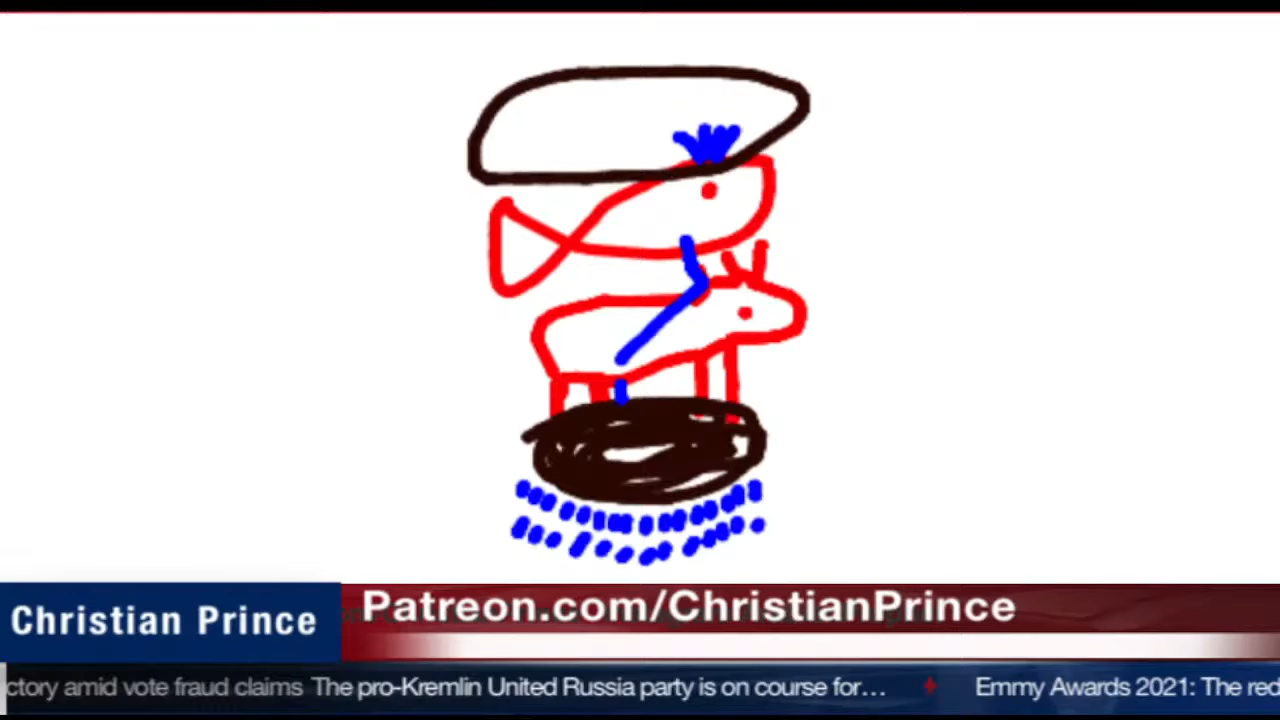 Patreon.com/ChristianPrince
Christian Prince
ctory amid vote fraud claims The pro-Kremlin United Russia party is on course for... Emmy Awards 2021: The red